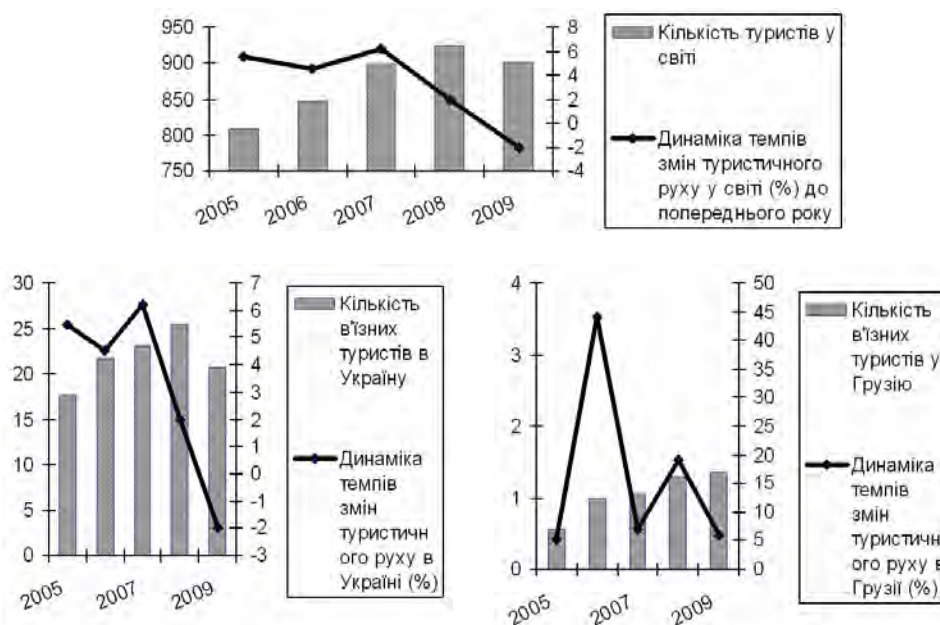 950
900
850
800
750
8
6
4
2
0
-2
-4
2005
2006
2007
2008
2009
Кількість туристів у
світі
Динаміка темпів
змін туристичного
руху у світі (%) до
попереднього року
30
25
20
15
10
5
0
7
6
5
4
3
2
1
0
-1
-2
-3
2005
2007
2009
Кількість
в'їзних
туристів в
Україну
Динаміка
темпів
змін
туристичн
ого руху в
Україні (%)
4
3
2
1
0
50
45
40
35
30
25
20
15
10
5
0
2005
2007
2009
Кількість
в'їзних
туристів у
Грузію
Динаміка
темпів
змін
туристичн
ого руху в
Грузії (%)